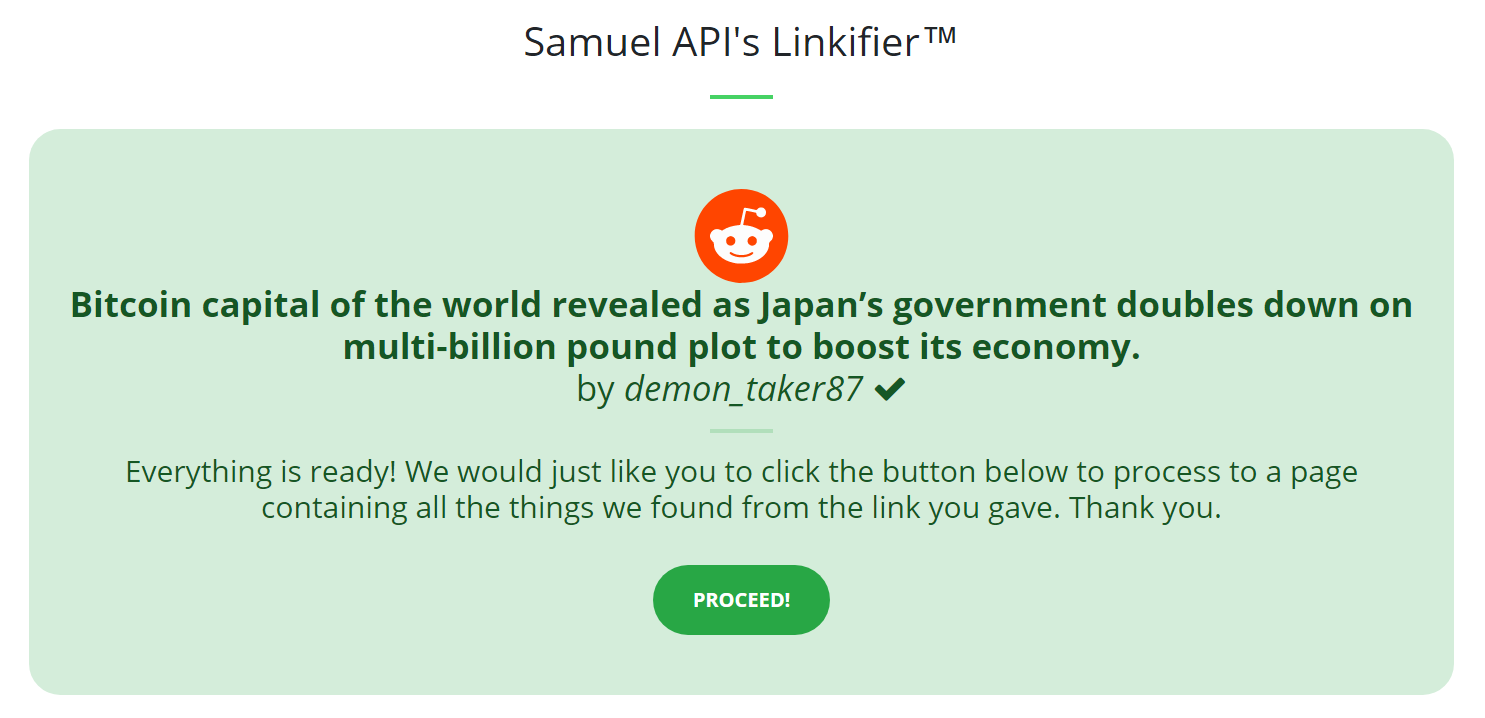 Samuel API's Linkifier™
Bitcoin capital of the world revealed as Japan’s government doubles down on
multi-billion pound plot to boost its economy.
by demon_taker87 ✔
Everything is ready! We would just like you to click the button below to process to a page
containing all the things we found from the link you gave. Thank you.
PROCEED!